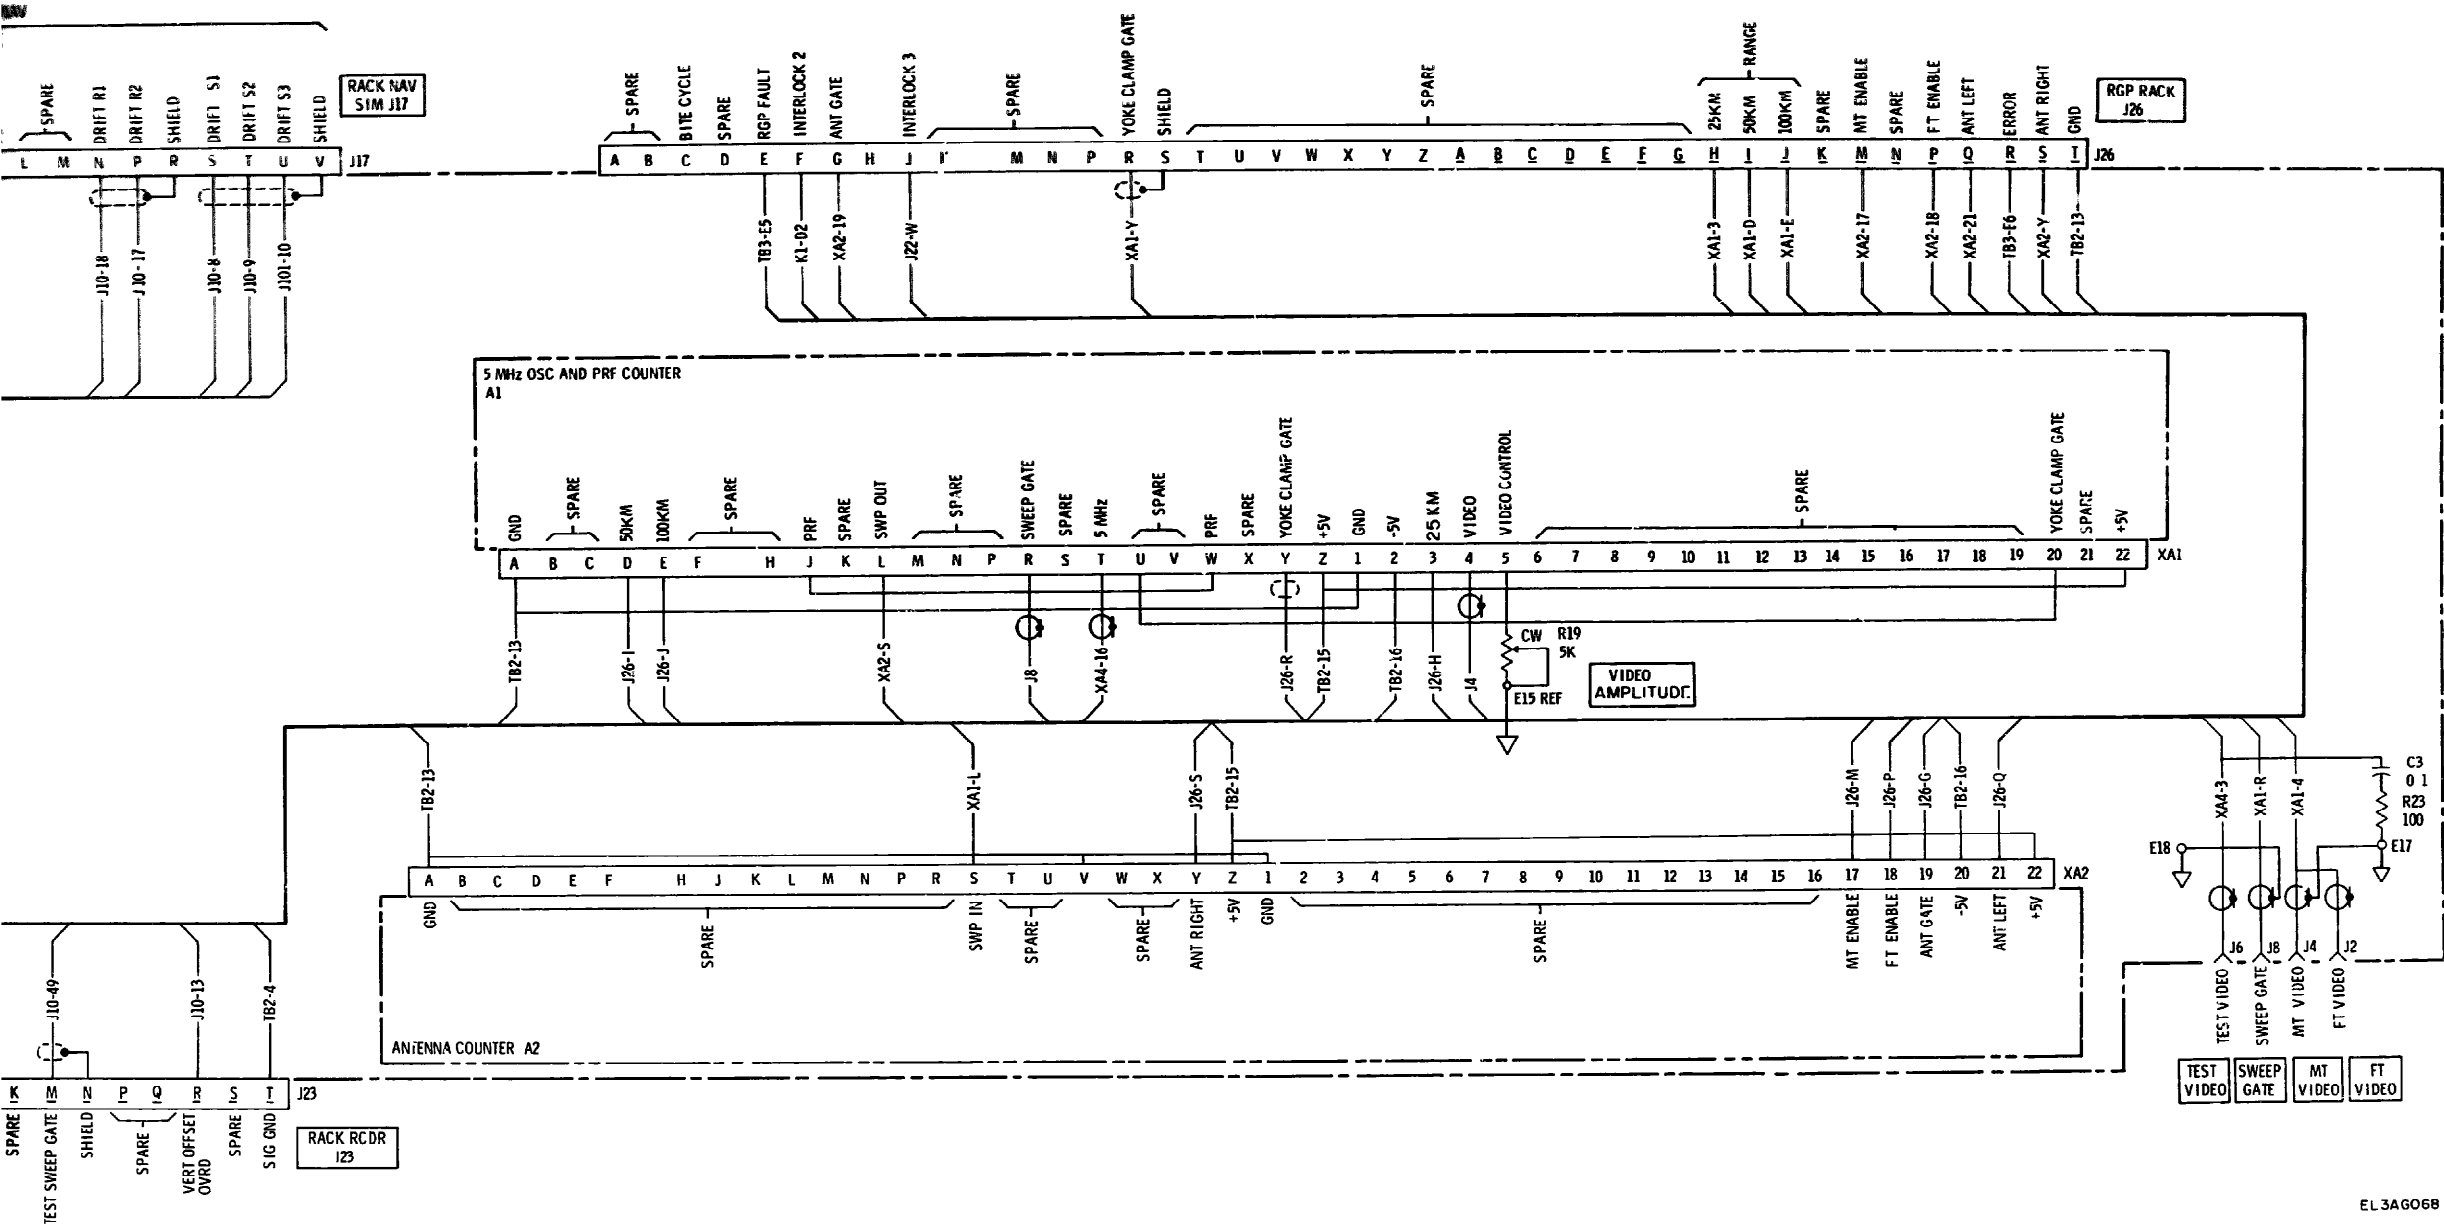 NAV
SPARE
DRIFT R1
DRIFT R2
SHIELD
DRIFT S1
DRIFT S2
DRIFT S3
SHIELD
RACK NAV
SIM J17
L M N P R S T U V J17
J10-18
J10-17
J10-8
J10-9
J101-10
SPARE
BITE CYCLE
SPARE
RGP FAULT
INTERLOCK 2
ANT GATE
INTERLOCK 3
SPARE
YOKE CLAMP GATE
SHIELD
SPARE
RANGE
25KM
50KM
100KM
SPARE
MT ENABLE
SPARE
FT ENABLE
ANT LEFT
ERROR
ANT RIGHT
GND
RGP RACK
J26
A B C D E F G H J M N P R S T U V W X Y Z A B C D E F G H I J K M N P Q R S T J26
TB3-E5
K1-02
XA2-19
J22-W
XA1-Y
XA1-3
XA1-D
XA1-E
XA2-17
XA2-18
XA2-21
TB3-E6
XA2-Y
TB2-13
5 MHz OSC AND PRF COUNTER
A1
GND
SPARE
50KM
100KM
SPARE
PRF
SPARE
SWP OUT
SPARE
SWEEP GATE
SPARE
5 MHz
SPARE
PRF
SPARE
YOKE CLAMP GATE
+5V
GND
-5V
25 KM
VIDEO
VIDEO CONTROL
SPARE
YOKE CLAMP GATE
SPARE
+5V
A B C D E F H J K L M N P R S T U V W X Y Z 1 2 3 4 5 6 7 8 9 10 11 12 13 14 15 16 17 18 19 20 21 22 XA1
TB2-13
J26-I
J26-J
XA2-S
J8
XA4-16
J26-R
TB2-15
TB2-16
J26-H
J4
CW R19
5K
E15 REF
VIDEO
AMPLITUDE
TB2-13
XA1-L
J26-S
TB2-15
J26-M
J26-P
J26-G
TB2-16
J26-Q
XA4-3
XA1-R
XA1-4
C3
0 1
R23
100
E18
E17
A B C D E F H J K L M N P R S T U V W X Y Z 1 2 3 4 5 6 7 8 9 10 11 12 13 14 15 16 17 18 19 20 21 22 XA2
GND
SPARE
SWP IN
SPARE
SPARE
ANT RIGHT
+5V
GND
SPARE
MT ENABLE
FT ENABLE
ANT GATE
-5V
ANT LEFT
+5V
J6
J8
J4
J2
TEST VIDEO
SWEEP GATE
MT VIDEO
FT VIDEO
TEST
VIDEO
SWEEP
GATE
MT
VIDEO
FT
VIDEO
ANTENNA COUNTER A2
J10-49
J10-13
TB2-4
K M N P Q R S T J23
SPARE
TEST SWEEP GATE
SHIELD
SPARE
VERT OFFSET
OVRD
SPARE
SIG GND
RACK RCDR
J23
EL3AG068